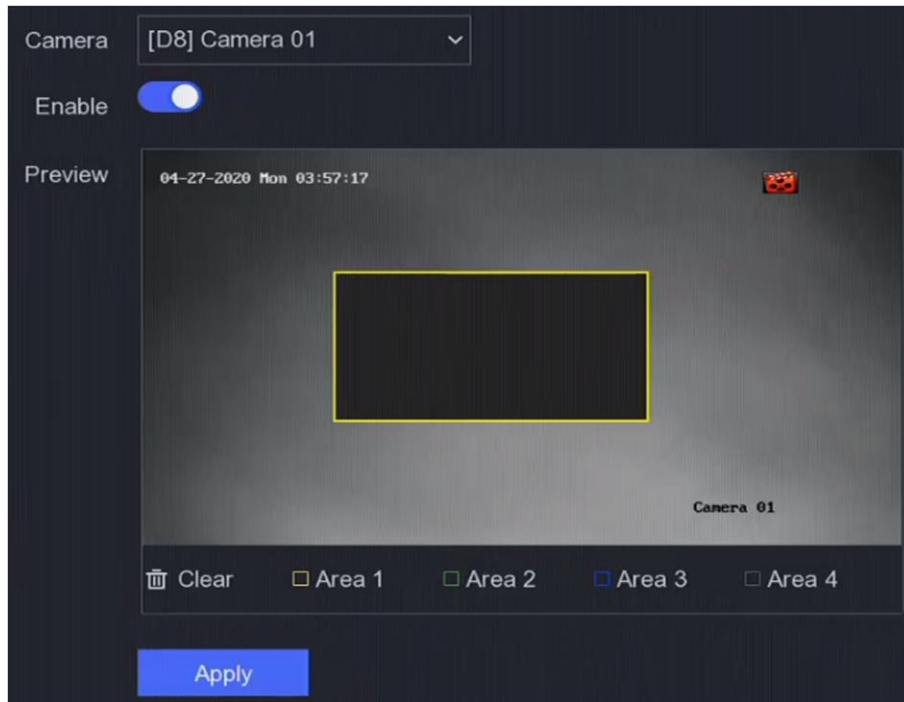 Camera [D8] Camera 01
Enable
Preview
04-27-2020 Mon 03:57:17
Camera 01
Clear Area 1 Area 2 Area 3 Area 4
Apply